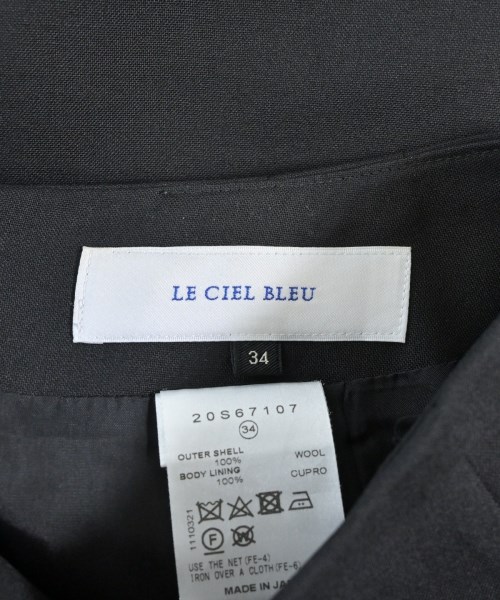 LE CIEL BLEU
34
20S67107
34
OUTER SHELL
100% WOOL
BODY LINING
100% CUPRO
1110321
F W
USE THE NET(FE-4)
IRON OVER A CLOTH(FE-6)
MADE IN